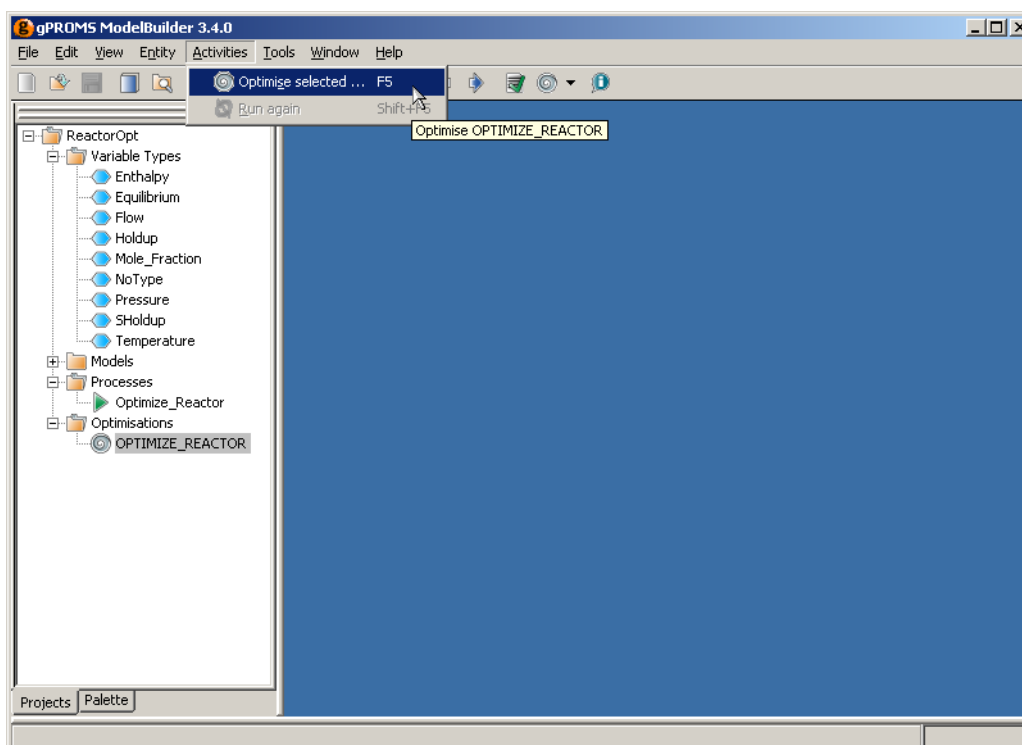 gPROMS ModelBuilder 3.4.0
File Edit View Entity Activities Tools Window Help
Optimise selected ... F5
Run again Shift+F5
Optimise OPTIMIZE_REACTOR
ReactorOpt
Variable Types
Enthalpy
Equilibrium
Flow
Holdup
Mole_Fraction
NoType
Pressure
SHoldup
Temperature
Models
Processes
Optimize_Reactor
Optimisations
OPTIMIZE_REACTOR
Projects Palette